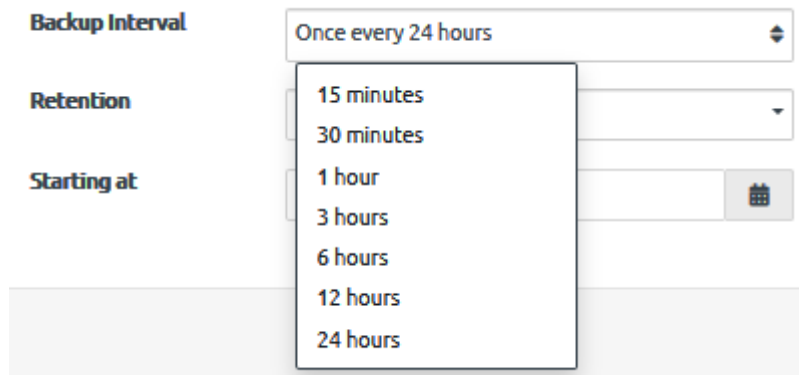 Backup Interval
Once every 24 hours
15 minutes
Retention
30 minutes
1 hour
Starting at
3 hours
6 hours
12 hours
24 hours